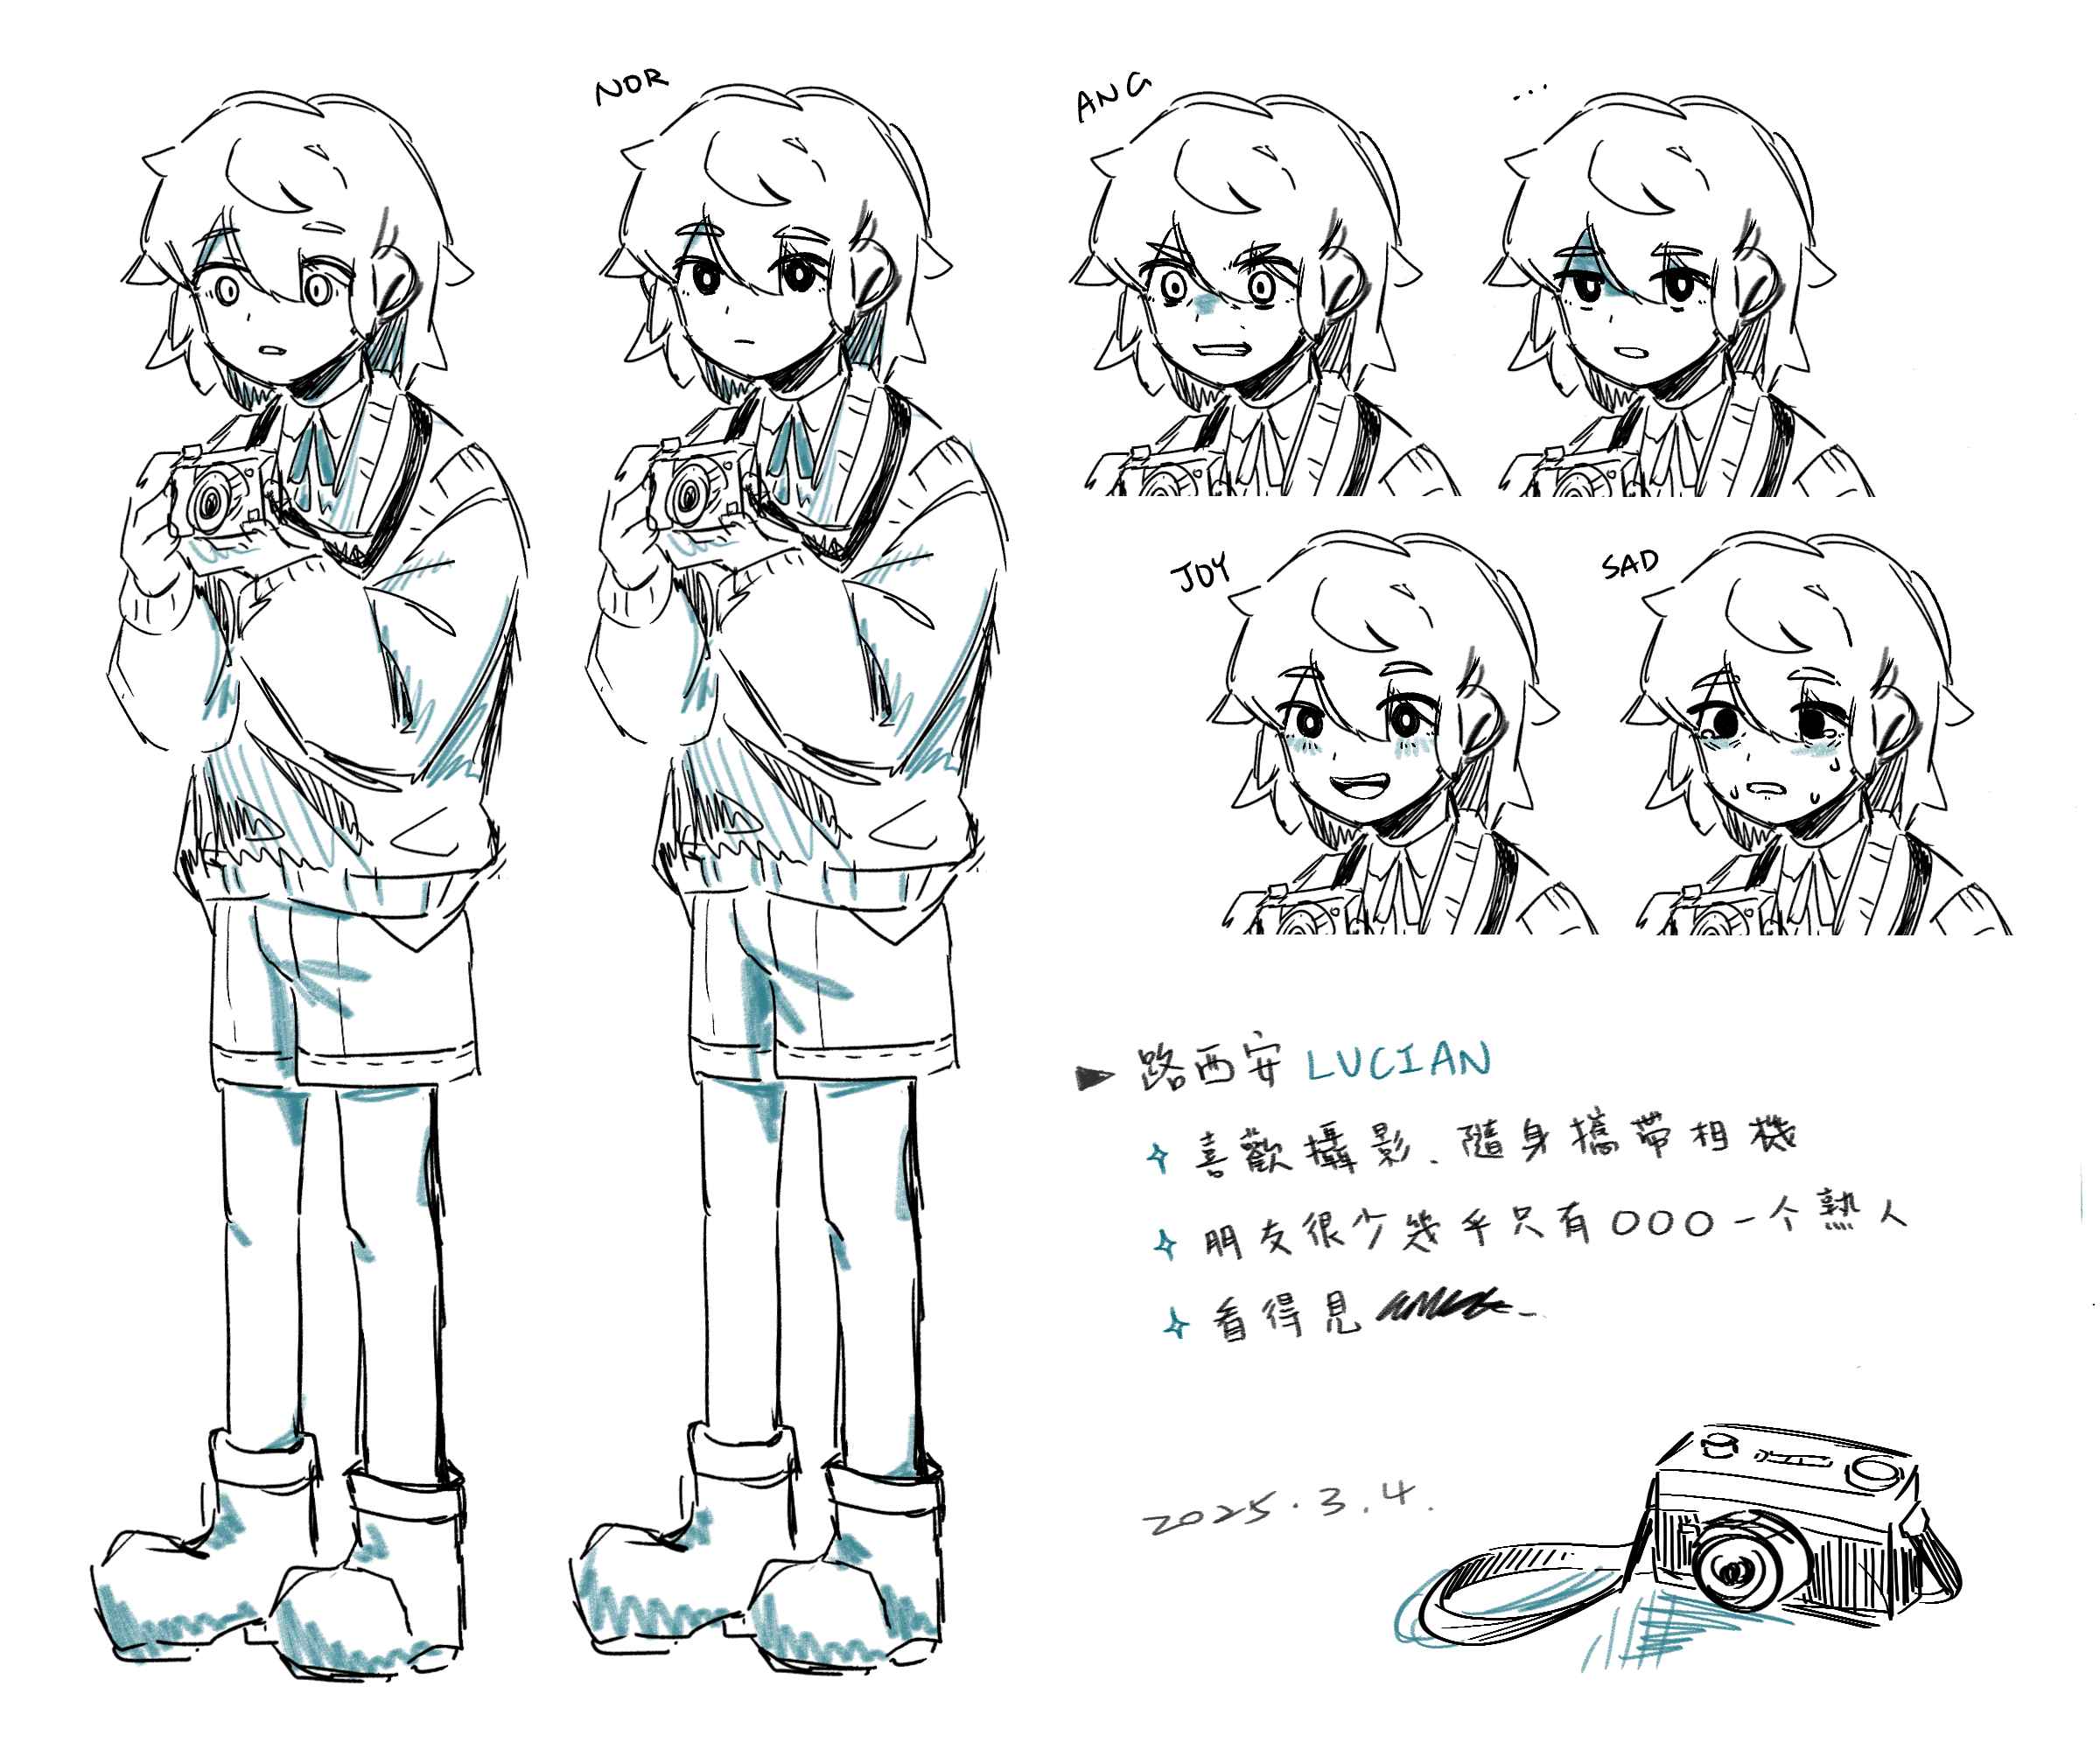 NOR
ANG
...
JOY
SAD
▶ 路西安 LUCIAN
✦ 喜歡攝影、隨身攜帶相機
✦ 朋友很少幾乎只有OOO一个熟人
✦ 看得見
2025.3.4.